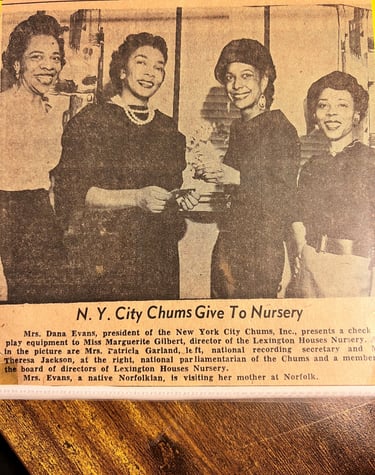 N. Y. City Chums Give To Nursery
Mrs. Dana Evans, president of the New York City Chums, Inc., presents a check
play equipment to Miss Marguerite Gilbert, director of the Lexington Houses Nursery.
in the picture are Mrs. Patricia Garland, left, national recording secretary and
Theresa Jackson, at the right, national parliamentarian of the Chums and a member
the board of directors of Lexington Houses Nursery.
Mrs. Evans, a native Norfolkian, is visiting her mother at Norfolk.